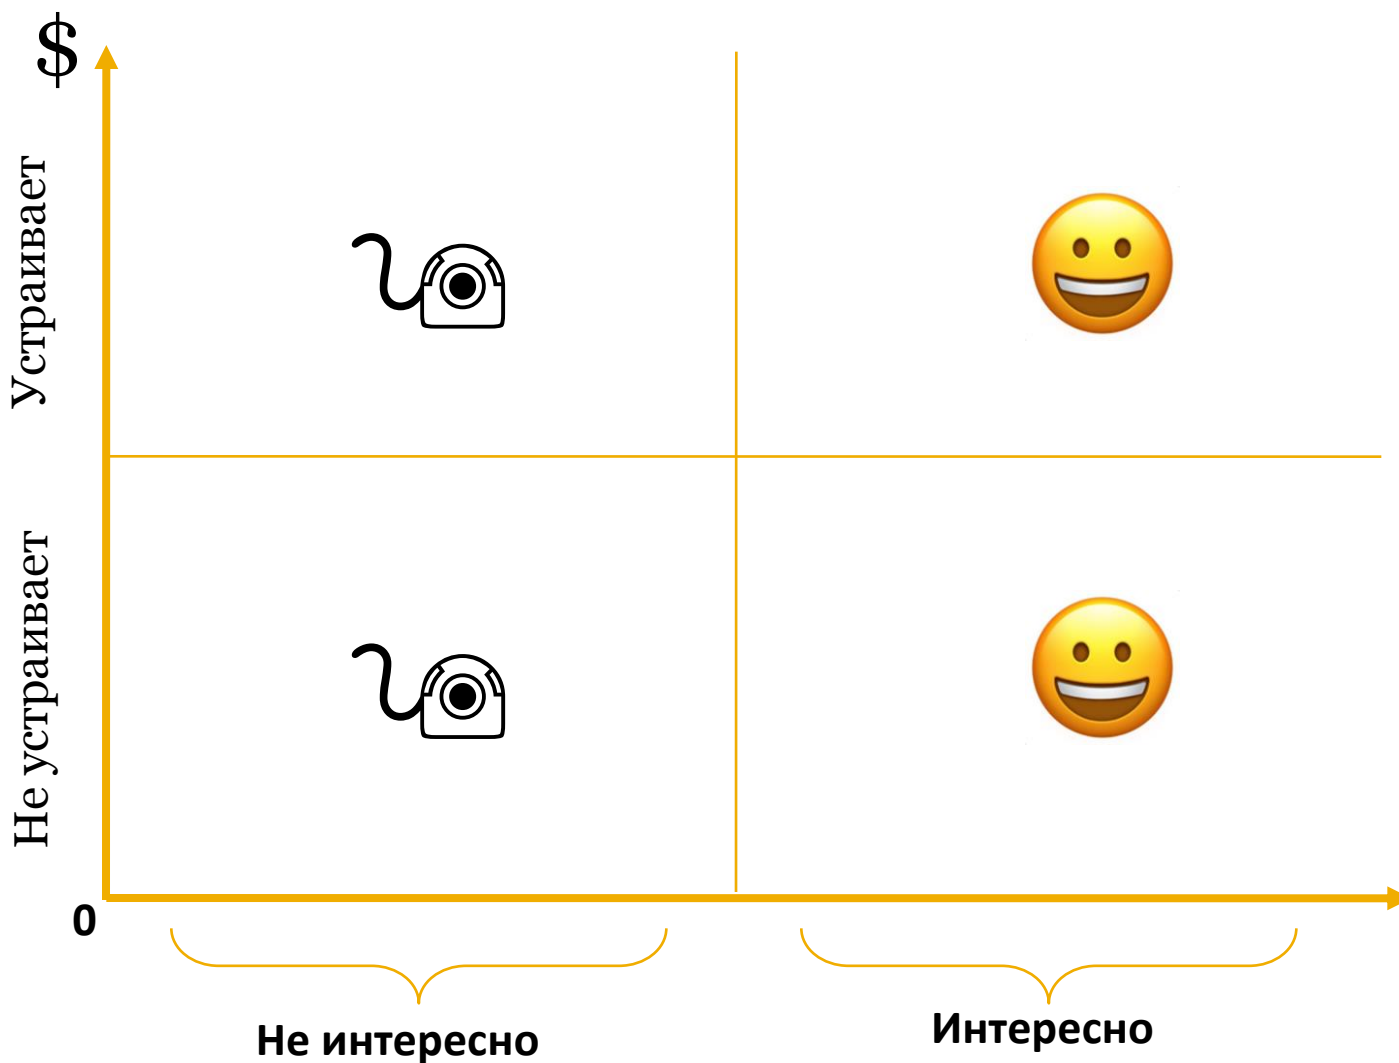 $
Устраивает
Не устраивает
0
Не интересно
Интересно